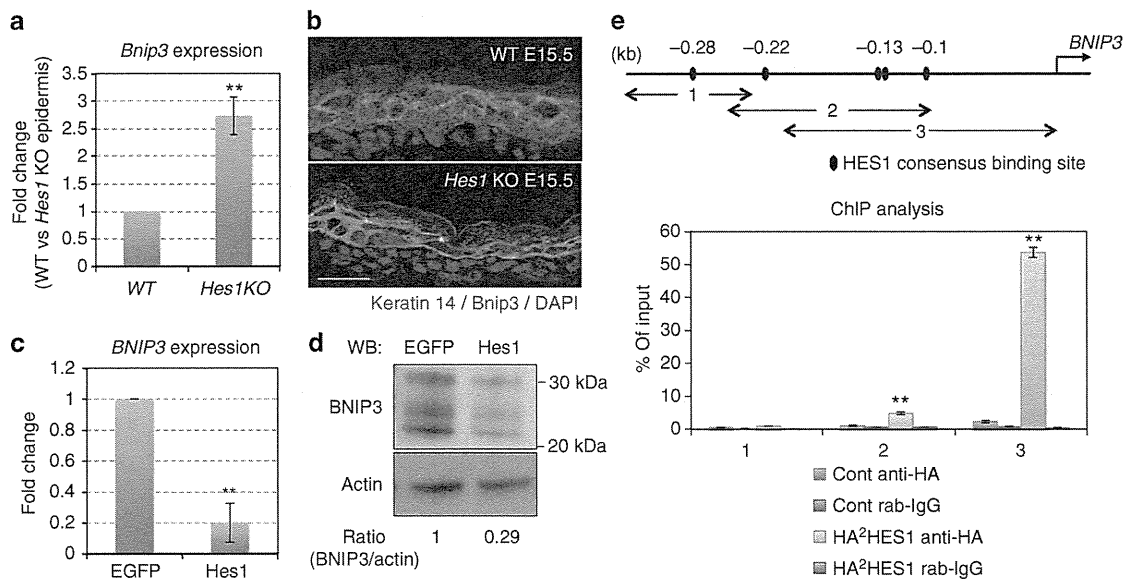 a
Bnip3 expression
Fold change
(WT vs Hes1 KO epidermis)
3.5
3
2.5
2
1.5
1
0.5
0
**
WT
Hes1KO
b
WT E15.5
Hes1 KO E15.5
Keratin 14 / Bnip3 / DAPI
c
BNIP3 expression
Fold change
1.2
1
0.8
0.6
0.4
0.2
0
**
EGFP
Hes1
d
WB: EGFP Hes1
BNIP3
30 kDa
20 kDa
Actin
Ratio 1 0.29
(BNIP3/actin)
e
(kb) –0.28 –0.22 –0.13 –0.1 BNIP3
1
2
3
HES1 consensus binding site
ChIP analysis
% Of input
60
50
40
30
20
10
0
**
**
1 2 3
Cont anti-HA
Cont rab-IgG
HA²HES1 anti-HA
HA²HES1 rab-IgG